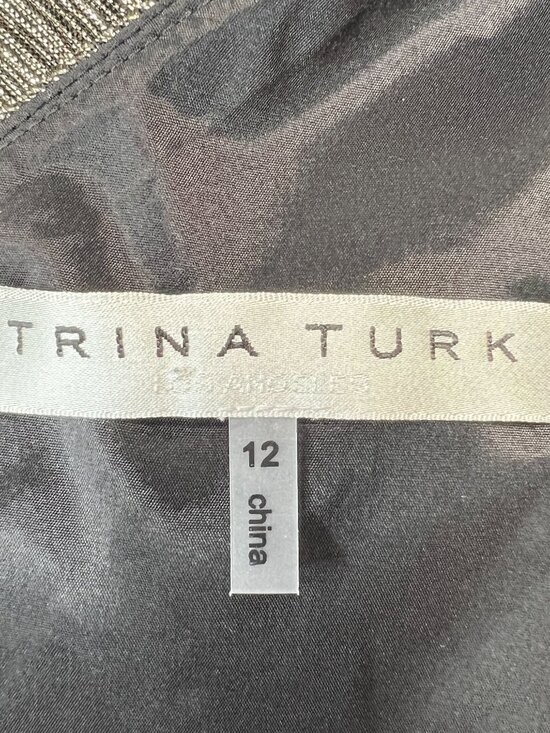 TRINA TURK
LOS ANGELES
12
china